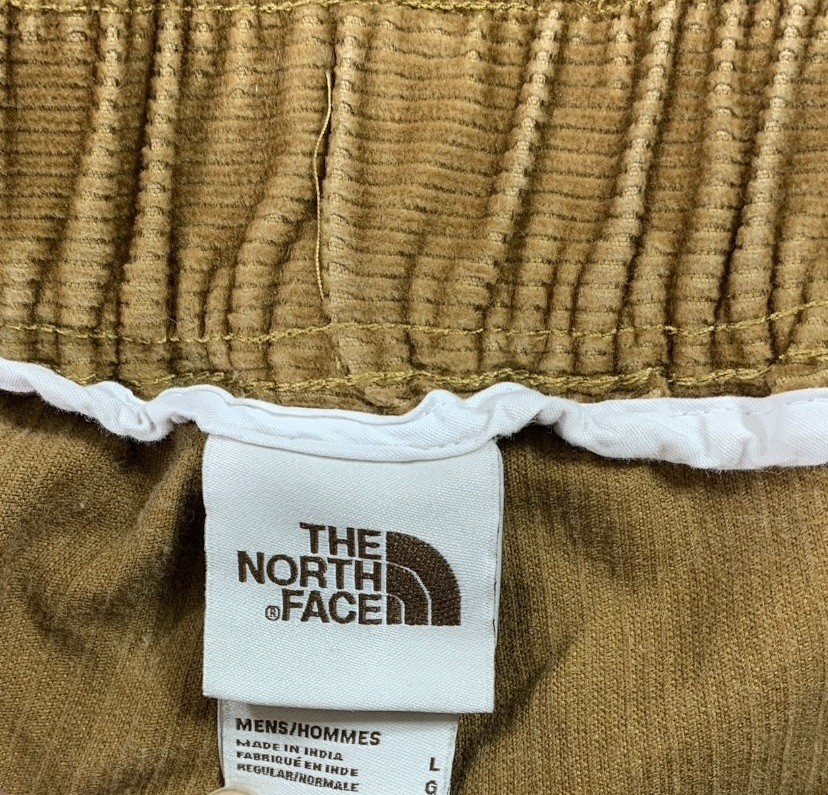 THE
NORTH
® FACE
MENS/HOMMES
MADE IN INDIA
FABRIQUÉ EN INDE
REGULAR/NORMALE
L
G